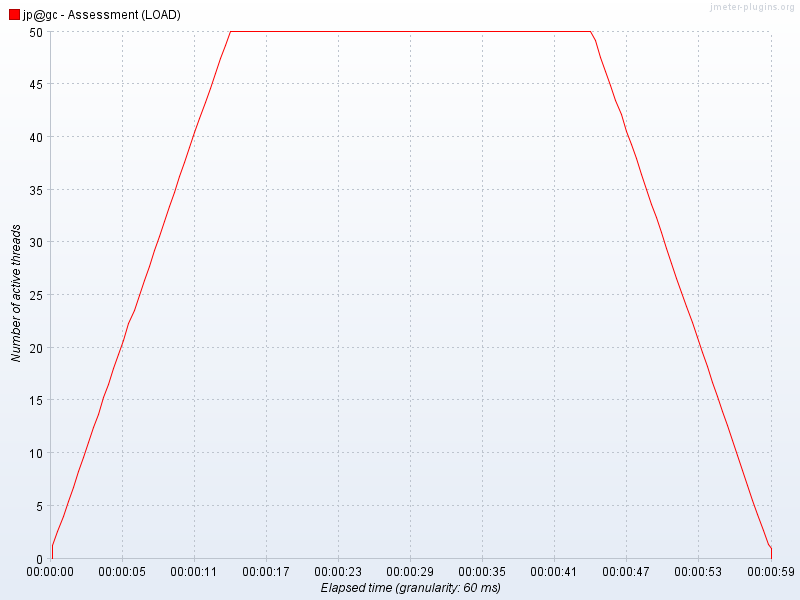 jp@gc - Assessment (LOAD)
jmeter-plugins.org
50
45
40
35
30
25
20
15
10
5
0
Number of active threads
00:00:00 00:00:05 00:00:11 00:00:17 00:00:23 00:00:29 00:00:35 00:00:41 00:00:47 00:00:53 00:00:59
Elapsed time (granularity: 60 ms)